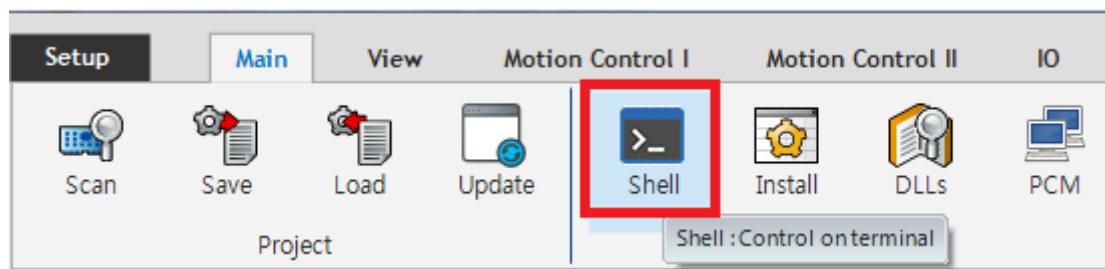 Setup Main View Motion Control I Motion Control II IO
>_
Scan Save Load Update Shell Install DLLs PCM
Project Shell : Control on terminal